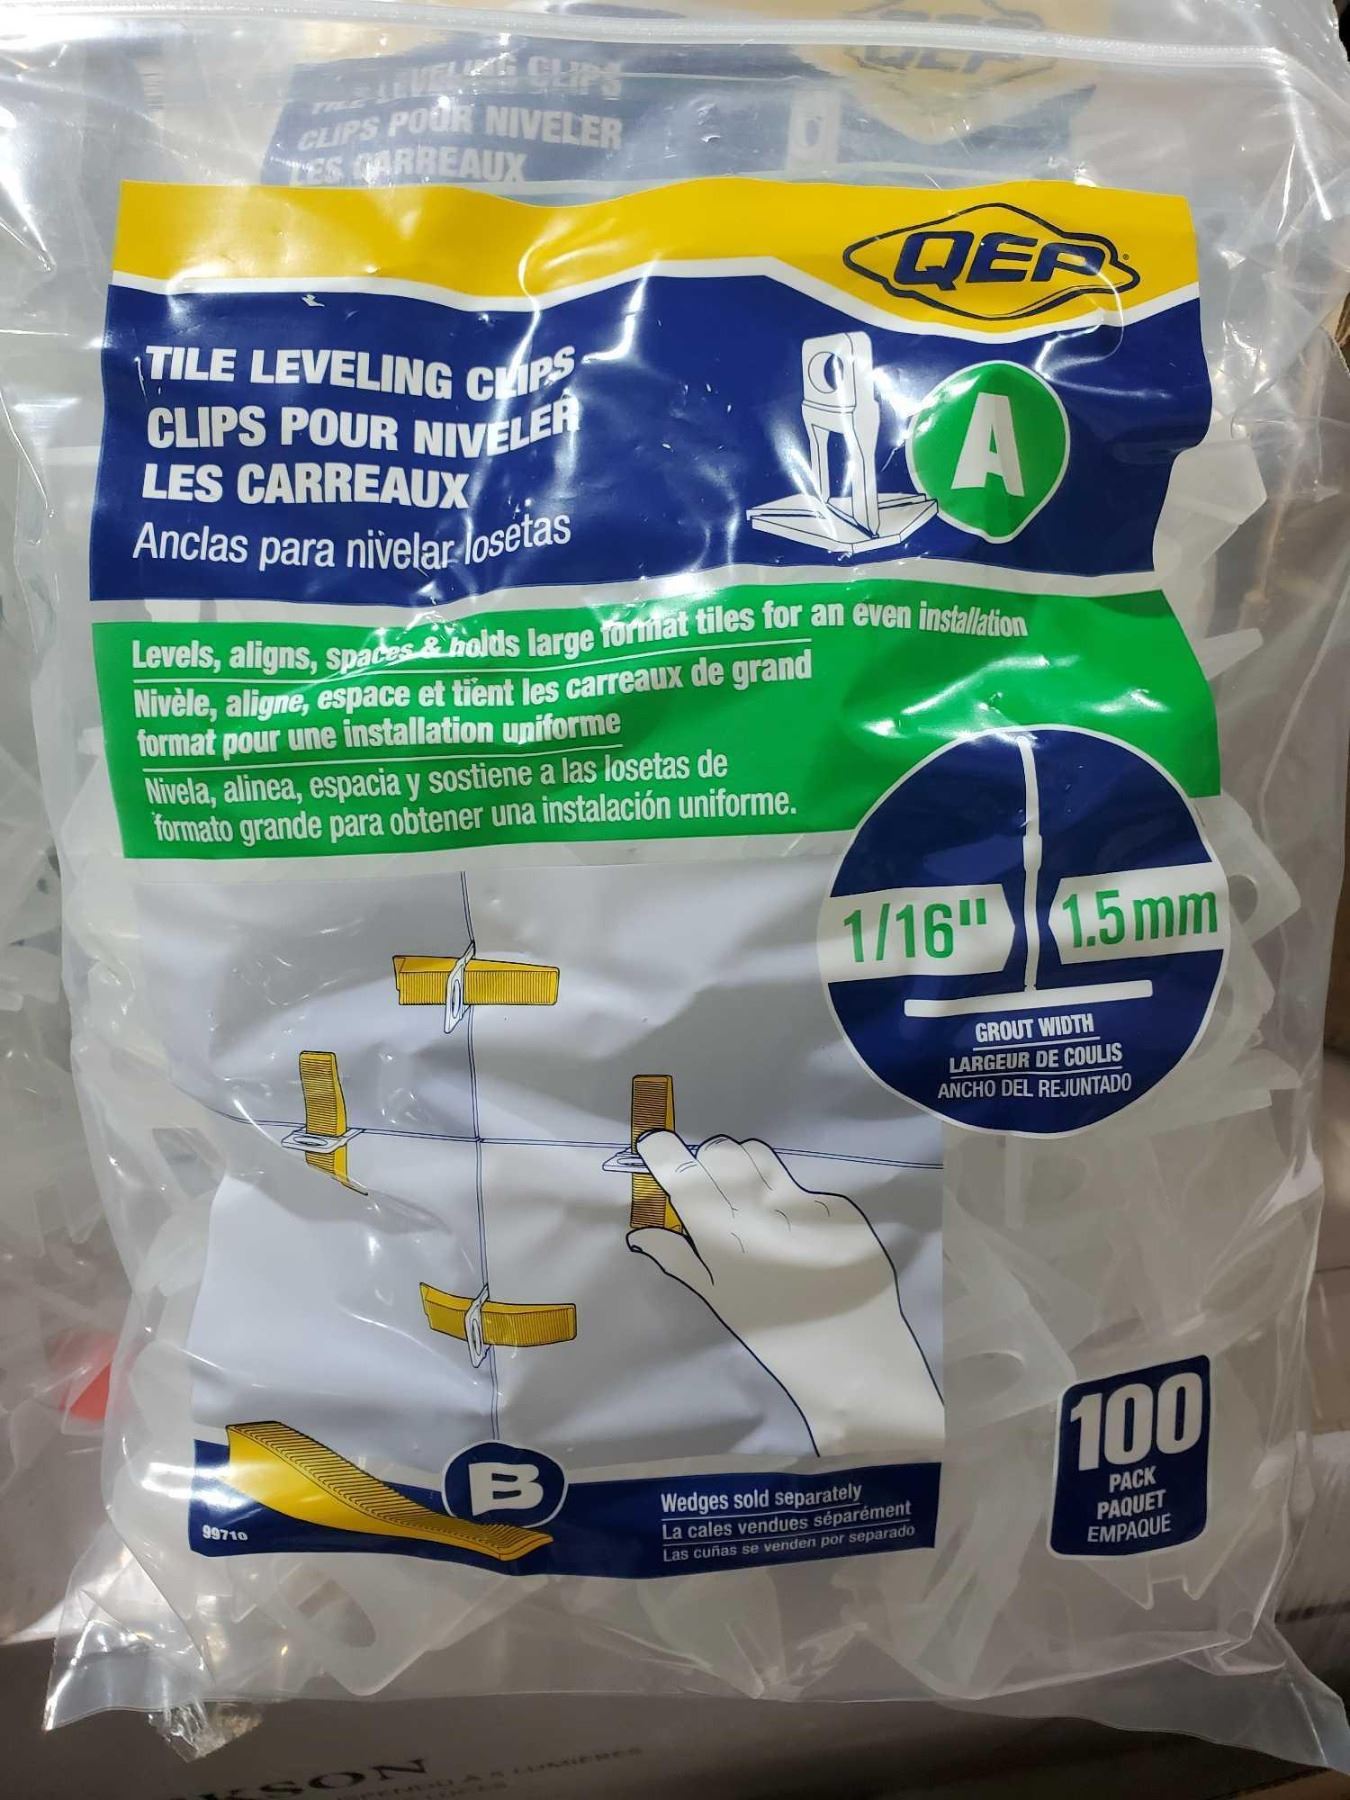 TILE LEVELING CLIPS
CLIPS POUR NIVELER
LES CARREAUX
QEP
QEP®
TILE LEVELING CLIPS
CLIPS POUR NIVELER
LES CARREAUX
Anclas para nivelar losetas
A
Levels, aligns, spaces & holds large format tiles for an even installation
Nivèle, aligne, espace et tient les carreaux de grand
format pour une installation uniforme
Nivela, alinea, espacia y sostiene a las losetas de
formato grande para obtener una instalación uniforme.
1/16" 1.5mm
GROUT WIDTH
LARGEUR DE COULIS
ANCHO DEL REJUNTADO
B
99710
Wedges sold separately
La cales vendues séparément
Las cuñas se venden por separado
100
PACK
PAQUET
EMPAQUE
KSON